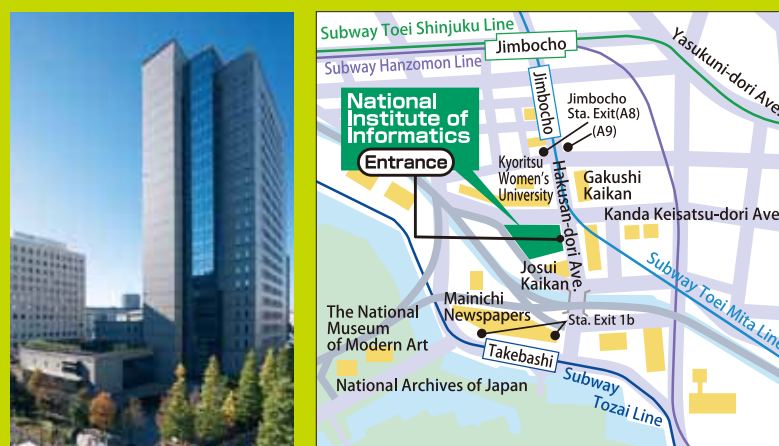 Subway Toei Shinjuku Line
Jimbocho
Subway Hanzomon Line
Yasukuni-dori Ave.
National
Institute of
Informatics
Entrance
Jimbocho
Jimbocho
Sta. Exit(A8)
(A9)
Kyoritsu
Women's
University
Hakusan-dori Ave.
Gakushi
Kaikan
Kanda Keisatsu-dori Ave
Josui
Kaikan
Subway Toei Mita Line
Mainichi
Newspapers
Sta. Exit 1b
The National
Museum
of Modern Art
Takebashi
National Archives of Japan
Subway
Tozai Line